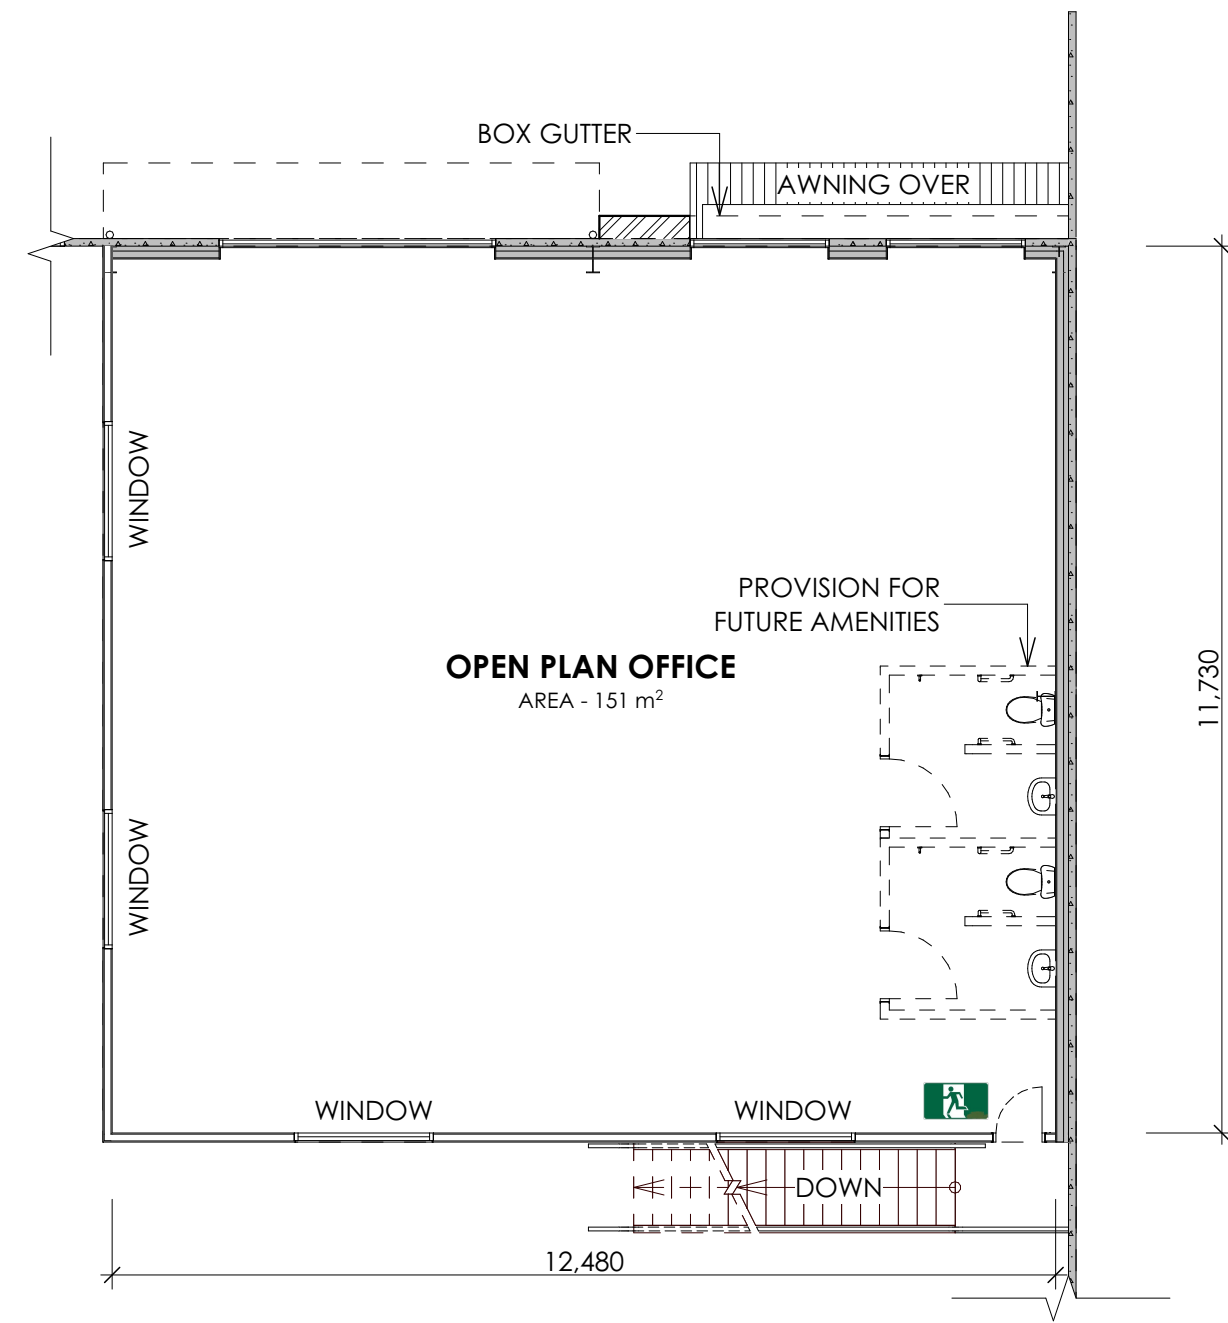 BOX GUTTER
AWNING OVER
WINDOW
PROVISION FOR
FUTURE AMENITIES
OPEN PLAN OFFICE
AREA - 151 m²
11,730
WINDOW
WINDOW
WINDOW
DOWN
12,480